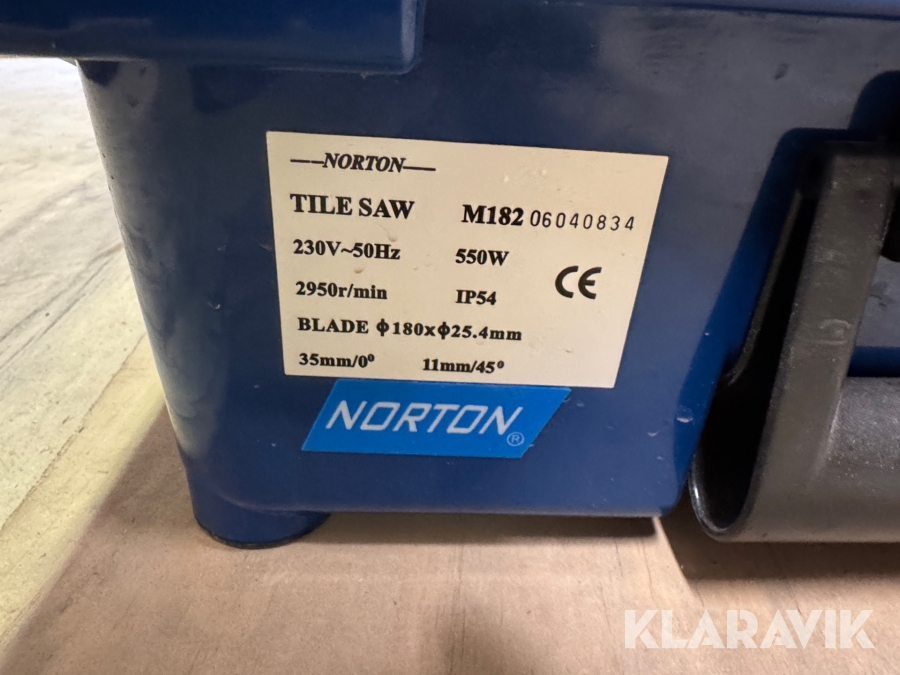 ——NORTON——
TILE SAW M182 06040834
230V~50Hz 550W
2950r/min IP54
CE
BLADE ϕ180xϕ25.4mm
35mm/0° 11mm/45°
NORTON®
KLARAVIK